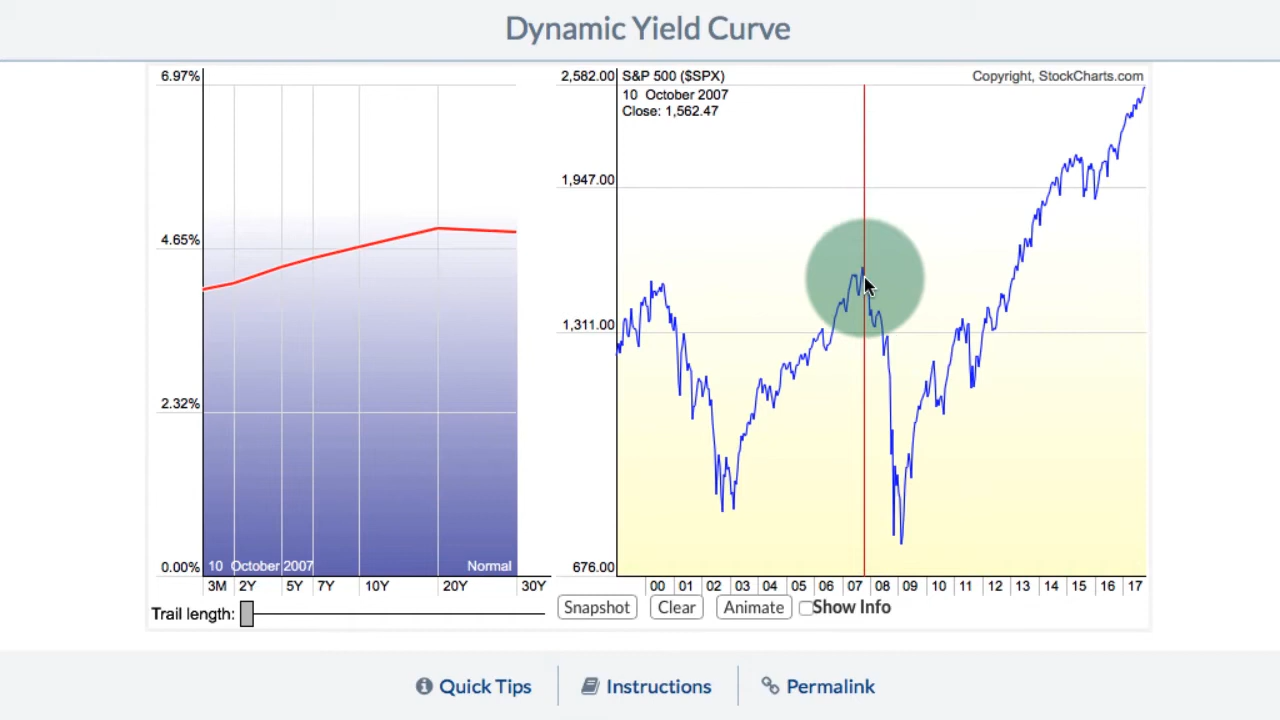 Dynamic Yield Curve
6.97%
4.65%
2.32%
0.00%
10 October 2007
Normal
3M 2Y 5Y 7Y 10Y 20Y 30Y
Trail length:
2,582.00
1,947.00
1,311.00
676.00
S&P 500 ($SPX)
Copyright, StockCharts.com
10 October 2007
Close: 1,562.47
00 01 02 03 04 05 06 07 08 09 10 11 12 13 14 15 16 17
Snapshot Clear Animate Show Info
Quick Tips Instructions Permalink